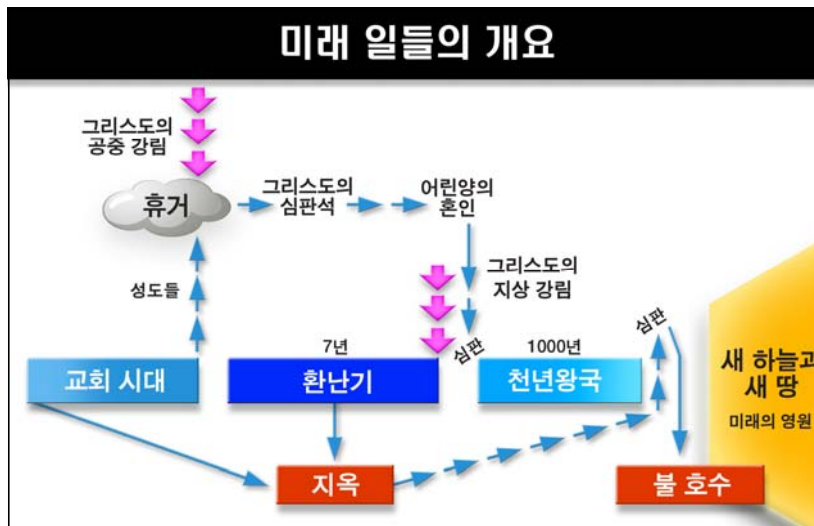 미래 일들의 개요
그리스도의
공중 강림
휴거
그리스도의
심판석
어린양의
혼인
성도들
그리스도의
지상 강림
심판
심판
7년
1000년
교회 시대
환난기
천년왕국
새 하늘과
새 땅
미래의 영원
지옥
불 호수